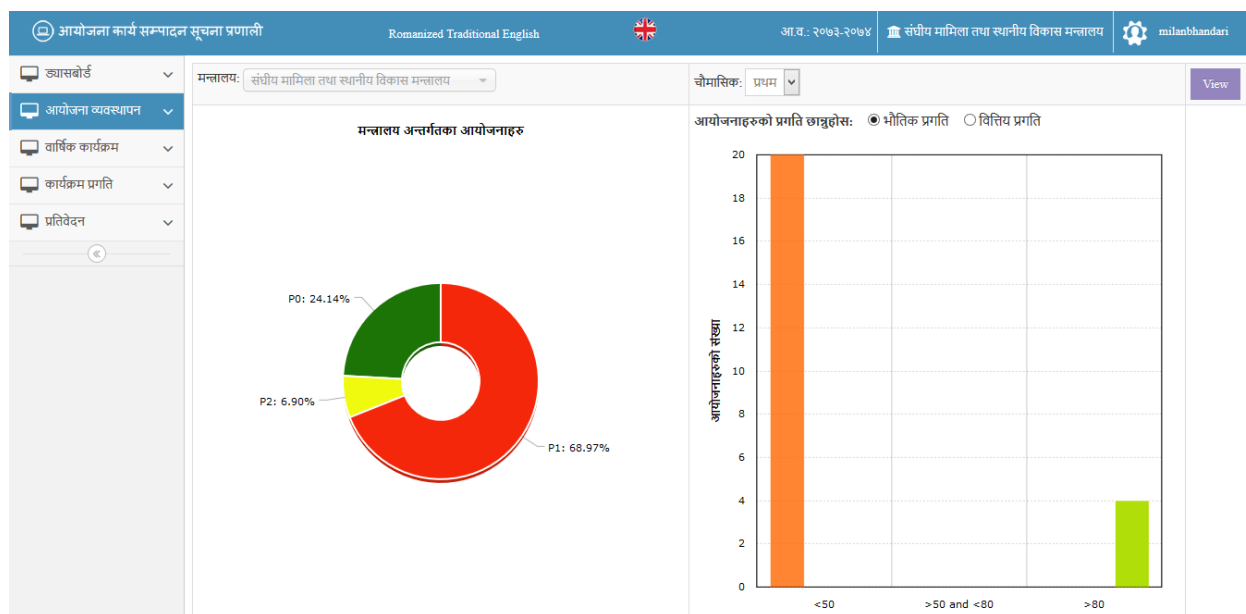 आयोजना कार्य सम्पादन सूचना प्रणाली
Romanized Traditional English
आ.व.: २०७३-२०७४
संघीय मामिला तथा स्थानीय विकास मन्त्रालय
milanbhandari
ड्यासबोर्ड
आयोजना व्यवस्थापन
वार्षिक कार्यक्रम
कार्यक्रम प्रगति
प्रतिवेदन
मन्त्रालय: संघीय मामिला तथा स्थानीय विकास मन्त्रालय
चौमासिक: प्रथम
View
मन्त्रालय अन्तर्गतका आयोजनाहरु
P0: 24.14%
P2: 6.90%
P1: 68.97%
आयोजनाहरुको प्रगति छान्नुहोस: भौतिक प्रगति वित्तिय प्रगति
आयोजनाहरुको संख्या
20
18
16
14
12
10
8
6
4
2
0
<50 >50 and <80 >80